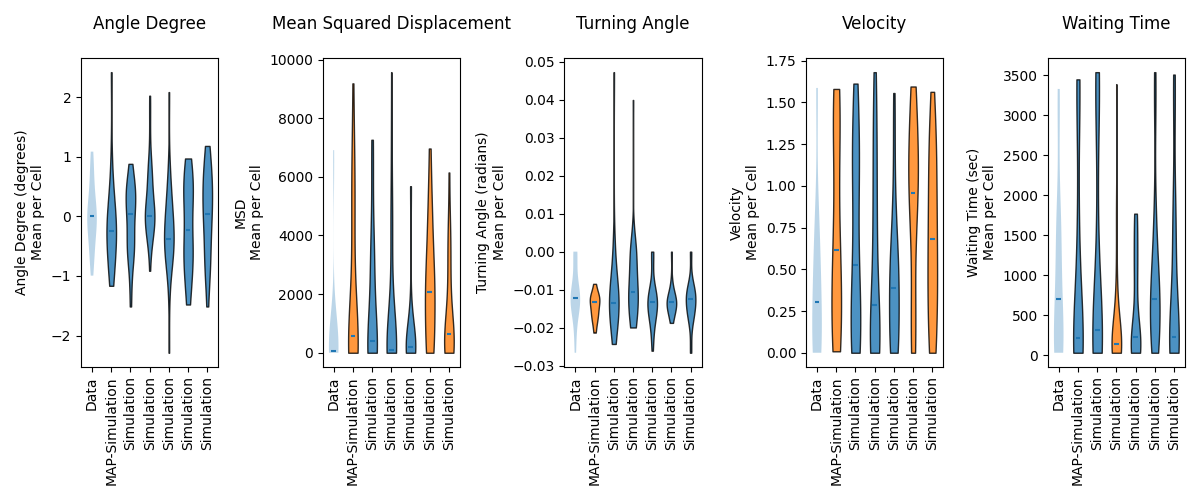 Angle Degree
Mean Squared Displacement
Turning Angle
Velocity
Waiting Time
Angle Degree (degrees)
Mean per Cell
2
1
0
−1
−2
Data
MAP-Simulation
Simulation
Simulation
Simulation
Simulation
Simulation
MSD
Mean per Cell
10000
8000
6000
4000
2000
0
Data
MAP-Simulation
Simulation
Simulation
Simulation
Simulation
Simulation
Turning Angle (radians)
Mean per Cell
0.05
0.04
0.03
0.02
0.01
0.00
−0.01
−0.02
−0.03
Data
MAP-Simulation
Simulation
Simulation
Simulation
Simulation
Simulation
Velocity
Mean per Cell
1.75
1.50
1.25
1.00
0.75
0.50
0.25
0.00
Data
MAP-Simulation
Simulation
Simulation
Simulation
Simulation
Simulation
Waiting Time (sec)
Mean per Cell
3500
3000
2500
2000
1500
1000
500
0
Data
MAP-Simulation
Simulation
Simulation
Simulation
Simulation
Simulation